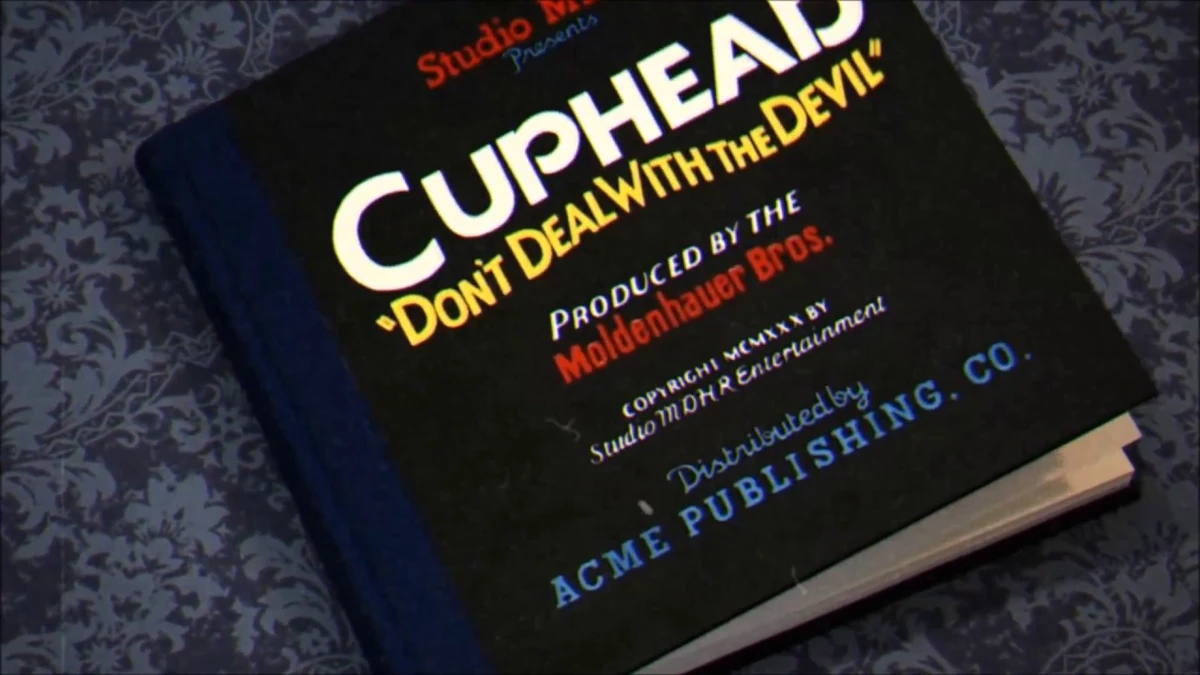 Studio M
Presents
CUPHEAD
"DON'T DEAL WITH THE DEVIL"
PRODUCED BY THE
Moldenhauer Bros.
COPYRIGHT MCMXXX BY
Studio MDHR Entertainment
Distributed by
ACME PUBLISHING. CO.